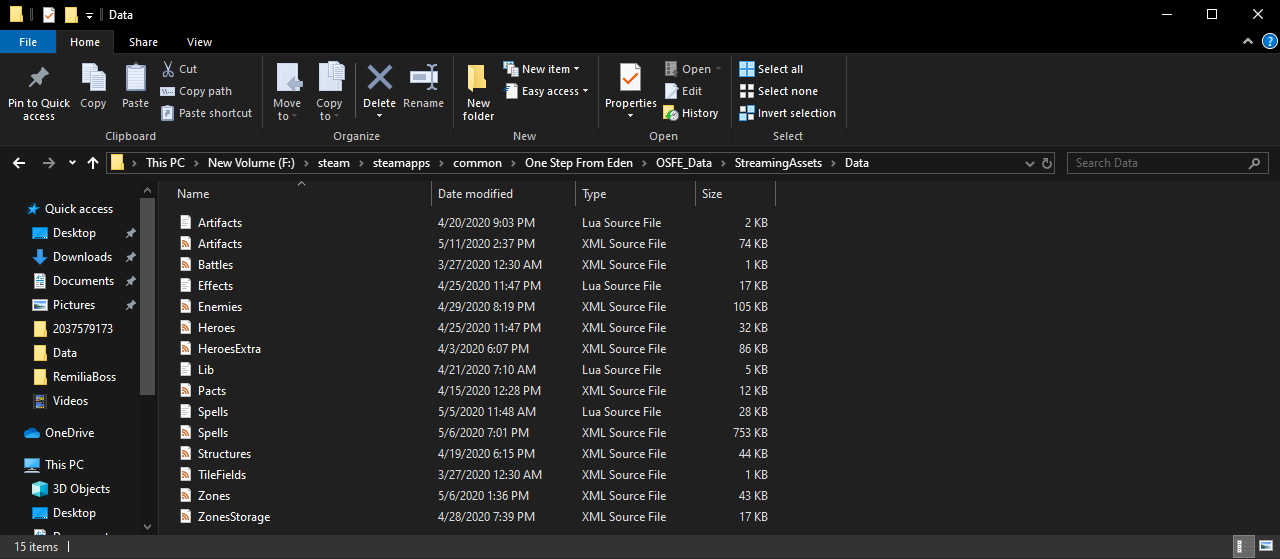 Data
File Home Share View
Pin to Quick access
Copy
Paste
Cut
Copy path
Paste shortcut
Clipboard
Move to
Copy to
Delete
Rename
Organize
New folder
New item
Easy access
New
Properties
Open
Edit
History
Open
Select all
Select none
Invert selection
Select
This PC > New Volume (F:) > steam > steamapps > common > One Step From Eden > OSFE_Data > StreamingAssets > Data
Search Data
Quick access
Desktop
Downloads
Documents
Pictures
2037579173
Data
RemiliaBoss
Videos
OneDrive
This PC
3D Objects
Desktop
Name Date modified Type Size
Artifacts 4/20/2020 9:03 PM Lua Source File 2 KB
Artifacts 5/11/2020 2:37 PM XML Source File 74 KB
Battles 3/27/2020 12:30 AM XML Source File 1 KB
Effects 4/25/2020 11:47 PM Lua Source File 17 KB
Enemies 4/29/2020 8:19 PM XML Source File 105 KB
Heroes 4/25/2020 11:47 PM XML Source File 32 KB
HeroesExtra 4/3/2020 6:07 PM XML Source File 86 KB
Lib 4/21/2020 7:10 AM Lua Source File 5 KB
Pacts 4/15/2020 12:28 PM XML Source File 12 KB
Spells 5/5/2020 11:48 AM Lua Source File 28 KB
Spells 5/6/2020 7:01 PM XML Source File 753 KB
Structures 4/19/2020 6:15 PM XML Source File 44 KB
TileFields 3/27/2020 12:30 AM XML Source File 1 KB
Zones 5/6/2020 1:36 PM XML Source File 43 KB
ZonesStorage 4/28/2020 7:39 PM XML Source File 17 KB
15 items